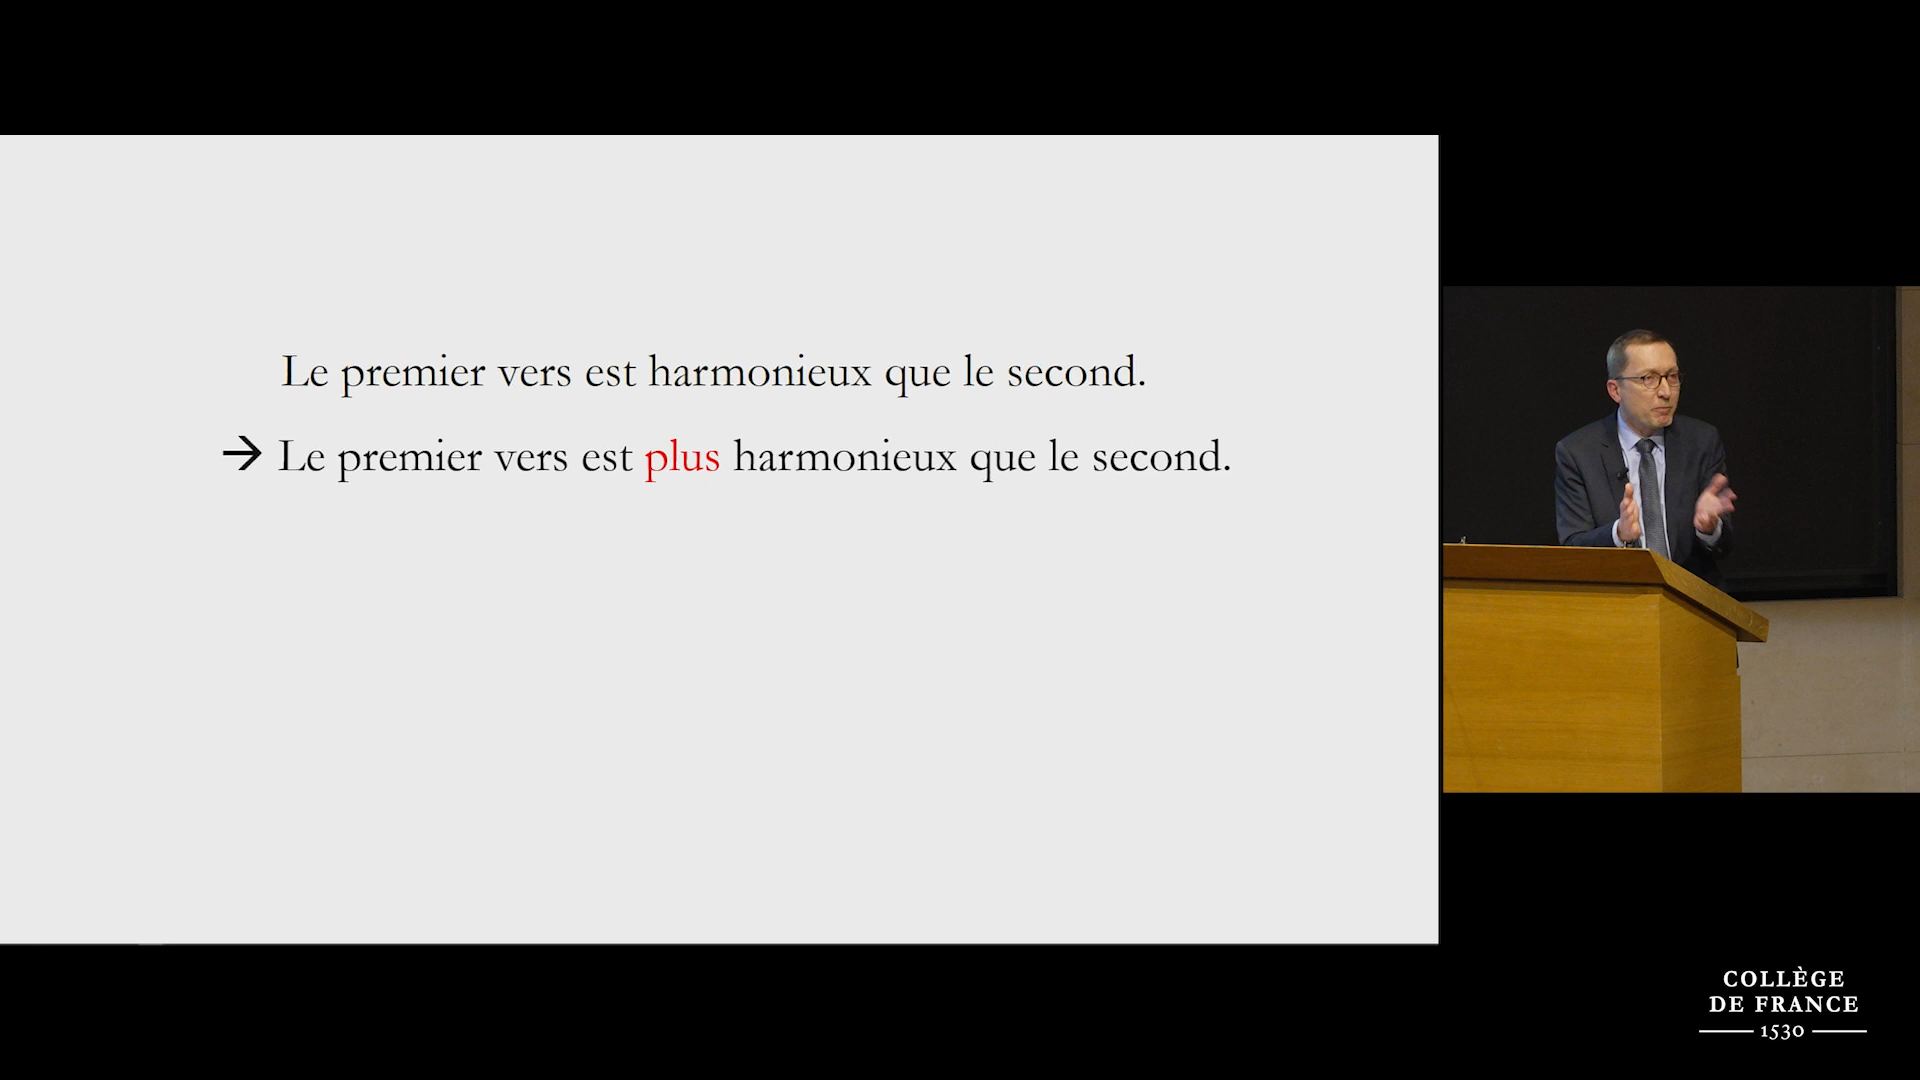 Le premier vers est harmonieux que le second.
→ Le premier vers est plus harmonieux que le second.
COLLÈGE
DE FRANCE
1530